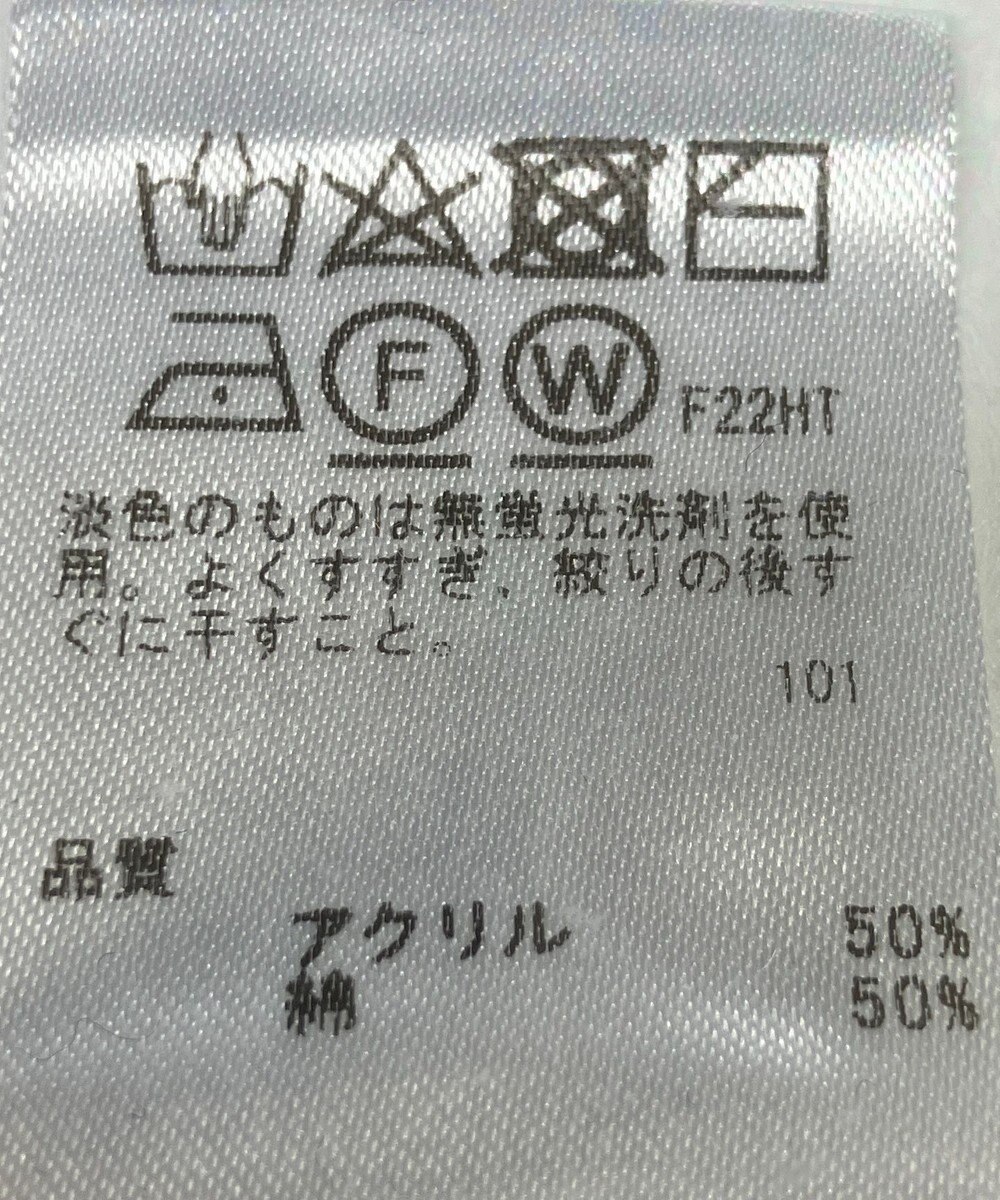 F W F22HT
淡色のものは無蛍光洗剤を使
用。よくすすぎ、絞りの後す
ぐに干すこと。
101
品質
アクリル 50%
綿 50%